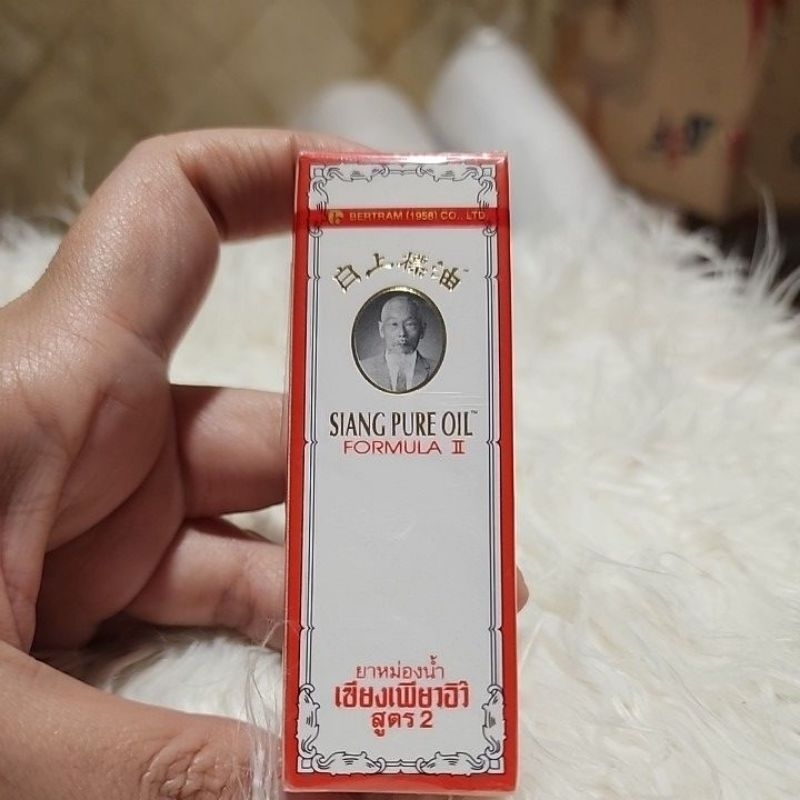 BERTRAM (1958) CO., LTD.
白上標油
SIANG PURE OIL™
FORMULA II
ยาหม่องน้ำ
เซียงเพียวอิ๊ว
สูตร 2